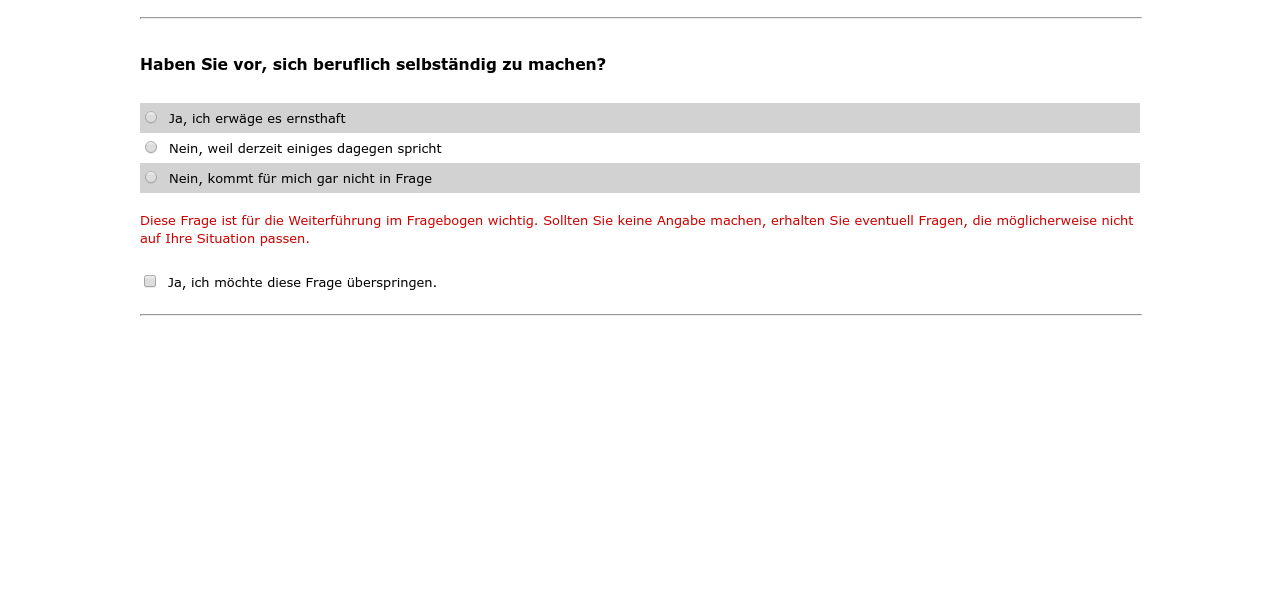 Haben Sie vor, sich beruflich selbständig zu machen?
Ja, ich erwäge es ernsthaft
Nein, weil derzeit einiges dagegen spricht
Nein, kommt für mich gar nicht in Frage
Diese Frage ist für die Weiterführung im Fragebogen wichtig. Sollten Sie keine Angabe machen, erhalten Sie eventuell Fragen, die möglicherweise nicht
auf Ihre Situation passen.
Ja, ich möchte diese Frage überspringen.